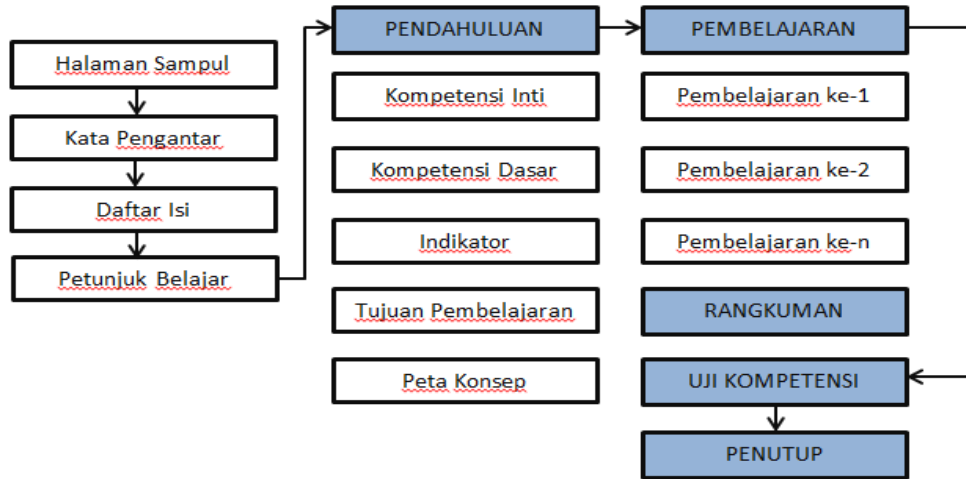 Halaman Sampul
Kata Pengantar
Daftar Isi
Petunjuk Belajar
PENDAHULUAN
Kompetensi Inti
Kompetensi Dasar
Indikator
Tujuan Pembelajaran
Peta Konsep
PEMBELAJARAN
Pembelajaran ke-1
Pembelajaran ke-2
Pembelajaran ke-n
RANGKUMAN
UJI KOMPETENSI
PENUTUP